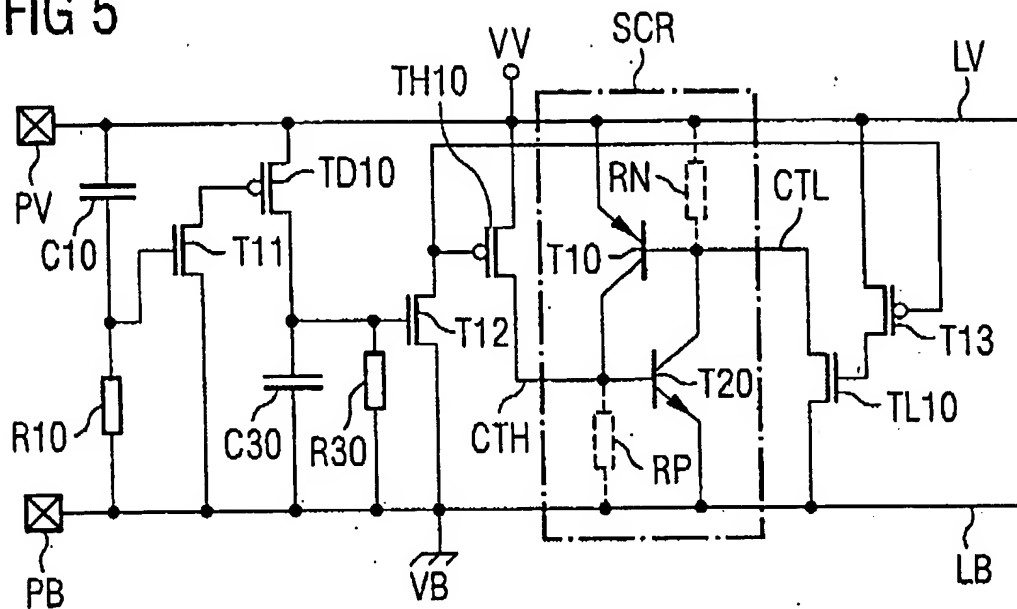 FIG 5
SCR
VV
LV
TH10
PV
C10
TD10
T11
RN
CTL
T10
T12
T13
T20
TL10
R10
C30
R30
CTH
RP
PB
VB
LB